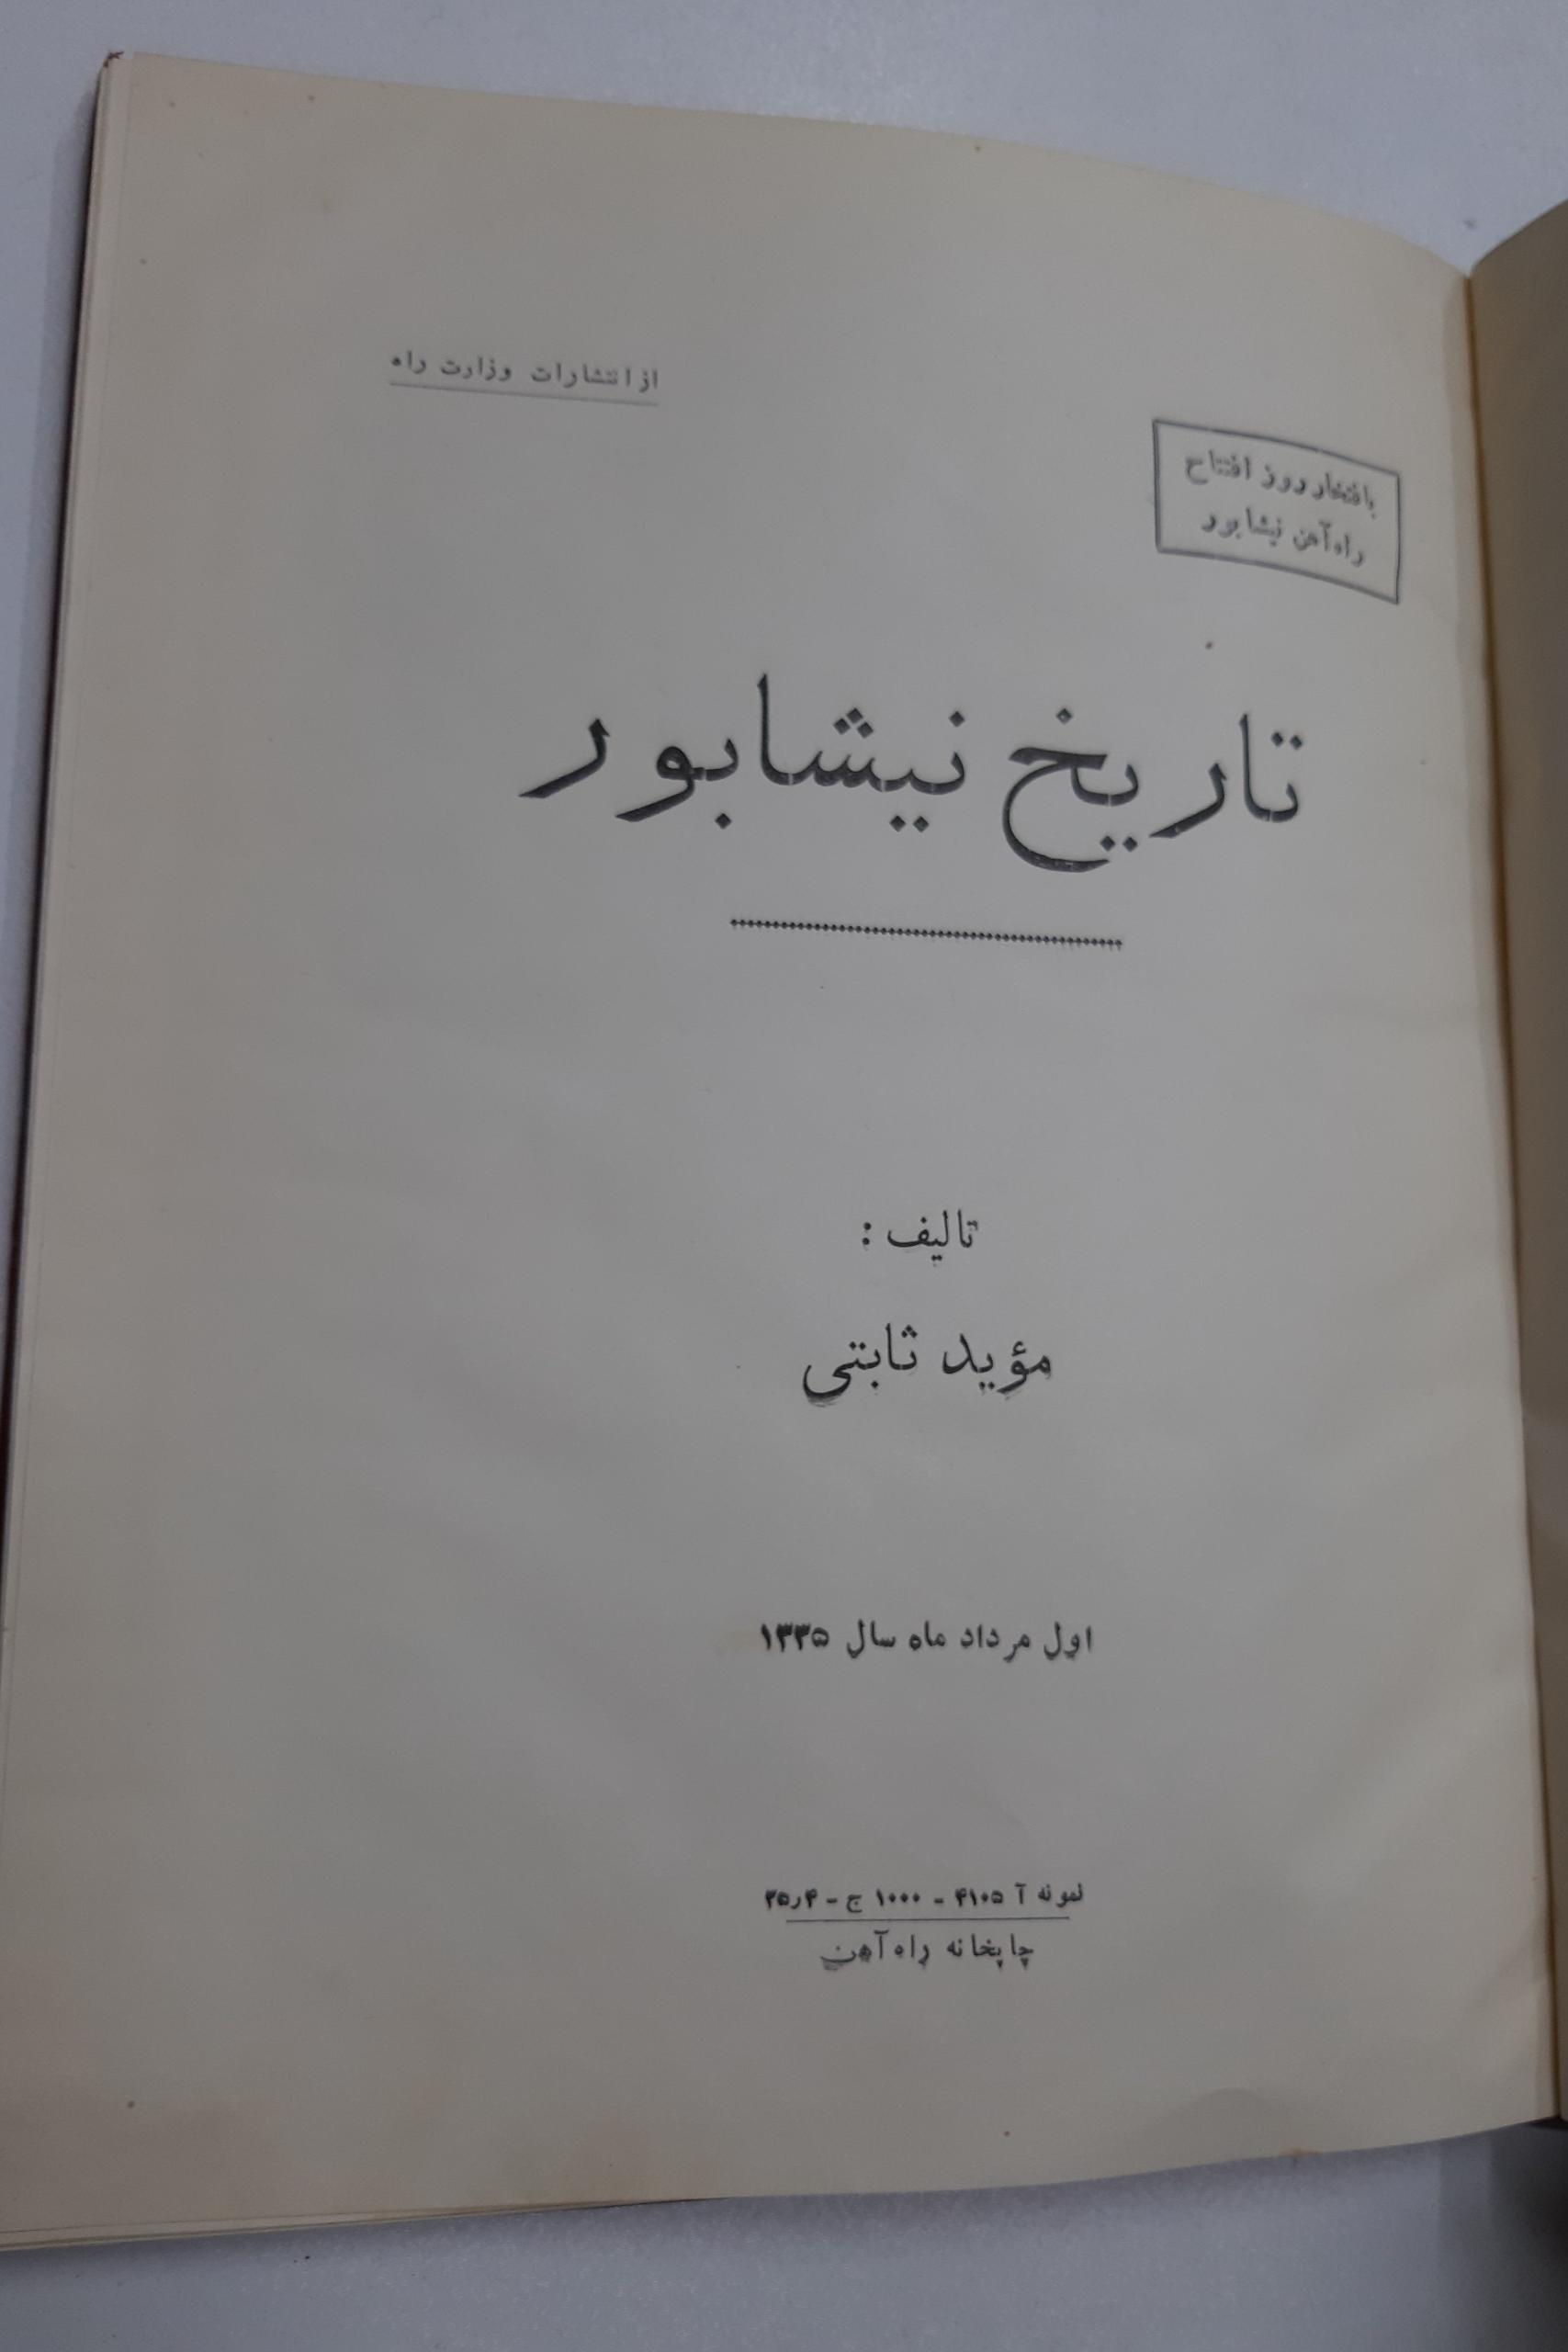 از انتشارات وزارت راه
بافتخار روز افتتاح
راه‌آهن نیشابور
تاریخ نیشابور
تالیف :
مؤید ثابتی
اول مرداد ماه سال ۱۳۳۵
نمونه آ ۴۱۰۵ - ۱۰۰۰ ج - ۳۵٫۴
چاپخانه راه‌آهن